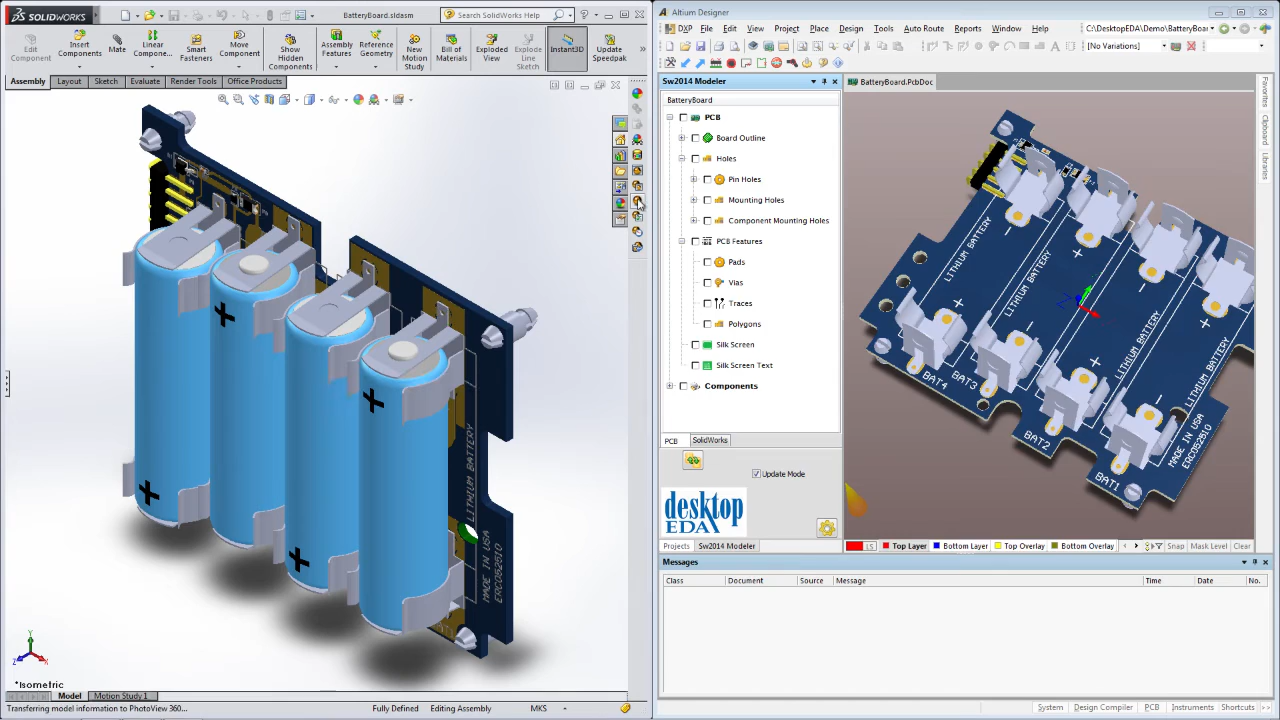 SOLIDWORKS
BatteryBoard.sldasm
Search SolidWorks Help
Edit Component
Insert Components
Mate
Linear Compone...
Smart Fasteners
Move Component
Show Hidden Components
Assembly Features
Reference Geometry
New Motion Study
Bill of Materials
Exploded View
Explode Line Sketch
Instant3D
Update Speedpak
Assembly
Layout
Sketch
Evaluate
Render Tools
Office Products
+
+
+
+
LITHIUM BATTERY
MADE IN USA
ERC082510
Y
X
Z
*Isometric
Model
Motion Study 1
Transferring model information to PhotoView 360...
Fully Defined
Editing Assembly
MKS
Altium Designer
DXP
File
Edit
View
Project
Place
Design
Tools
Auto Route
Reports
Window
Help
C:\DesktopEDA\Demo\BatteryBoar
[No Variations]
Sw2014 Modeler
BatteryBoard
PCB
Board Outline
Holes
Pin Holes
Mounting Holes
Component Mounting Holes
PCB Features
Pads
Vias
Traces
Polygons
Silk Screen
Silk Screen Text
Components
PCB
SolidWorks
Update Mode
desktop
EDA
Projects
Sw2014 Modeler
BatteryBoard.PcbDoc
LITHIUM BATTERY
LITHIUM BATTERY
LITHIUM BATTERY
LITHIUM BATTERY
BAT4
BAT3
BAT2
BAT1
MADE IN USA
ERC082510
Favorites
Clipboard
Libraries
LS
Top Layer
Bottom Layer
Top Overlay
Bottom Overlay
Snap
Mask Level
Clear
Messages
Class
Document
Source
Message
Time
Date
No.
System
Design Compiler
PCB
Instruments
Shortcuts
>>